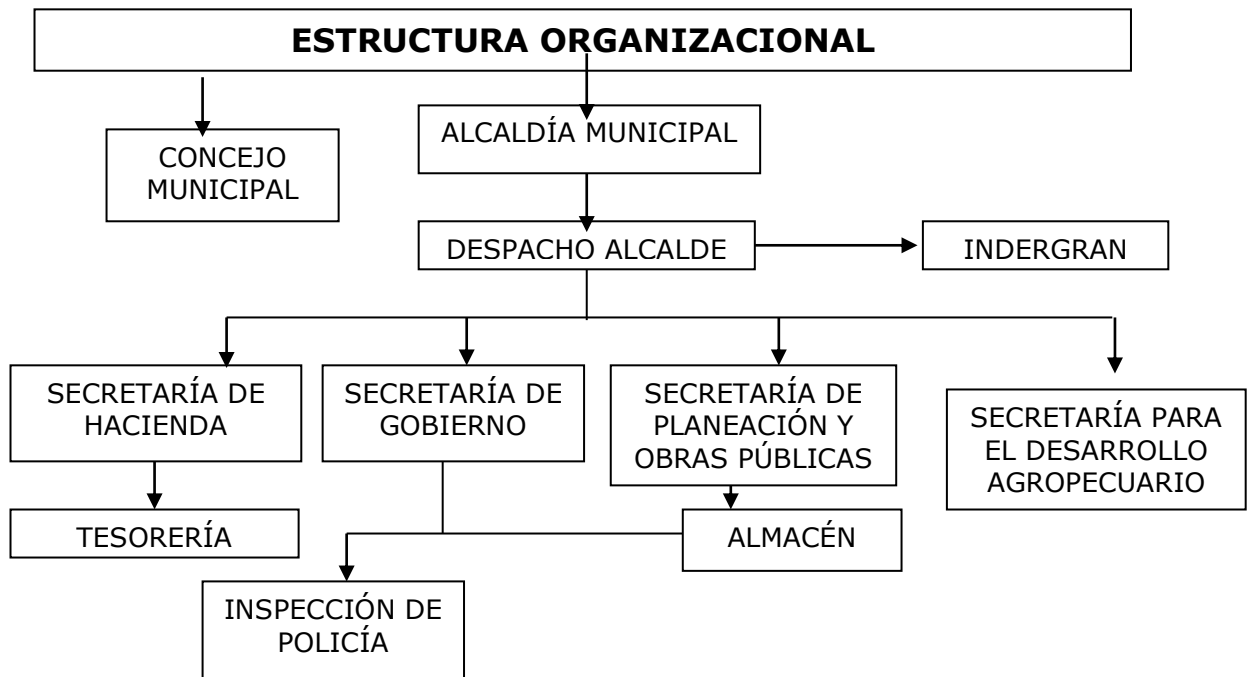 ESTRUCTURA ORGANIZACIONAL
CONCEJO
MUNICIPAL
ALCALDÍA MUNICIPAL
DESPACHO ALCALDE
INDERGRAN
SECRETARÍA DE
HACIENDA
SECRETARÍA DE
GOBIERNO
SECRETARÍA DE
PLANEACIÓN Y
OBRAS PÚBLICAS
SECRETARÍA PARA
EL DESARROLLO
AGROPECUARIO
TESORERÍA
ALMACÉN
INSPECCIÓN DE
POLICÍA